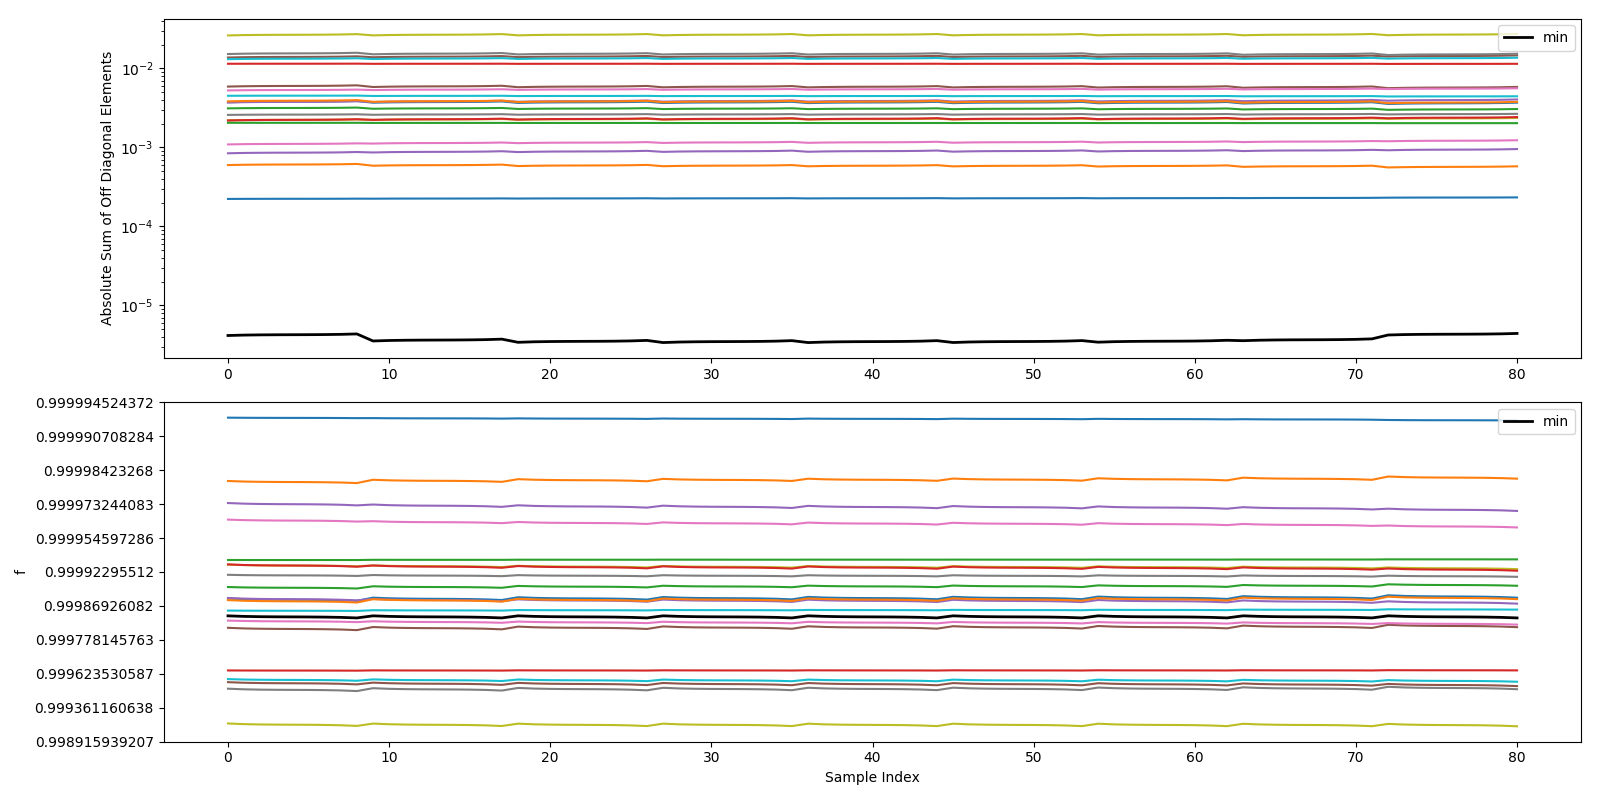 Absolute Sum of Off Diagonal Elements
10⁻²
10⁻³
10⁻⁴
10⁻⁵
min
0 10 20 30 40 50 60 70 80
f
0.999994524372
0.999990708284
0.99998423268
0.999973244083
0.999954597286
0.99992295512
0.99986926082
0.999778145763
0.999623530587
0.999361160638
0.998915939207
min
0 10 20 30 40 50 60 70 80
Sample Index